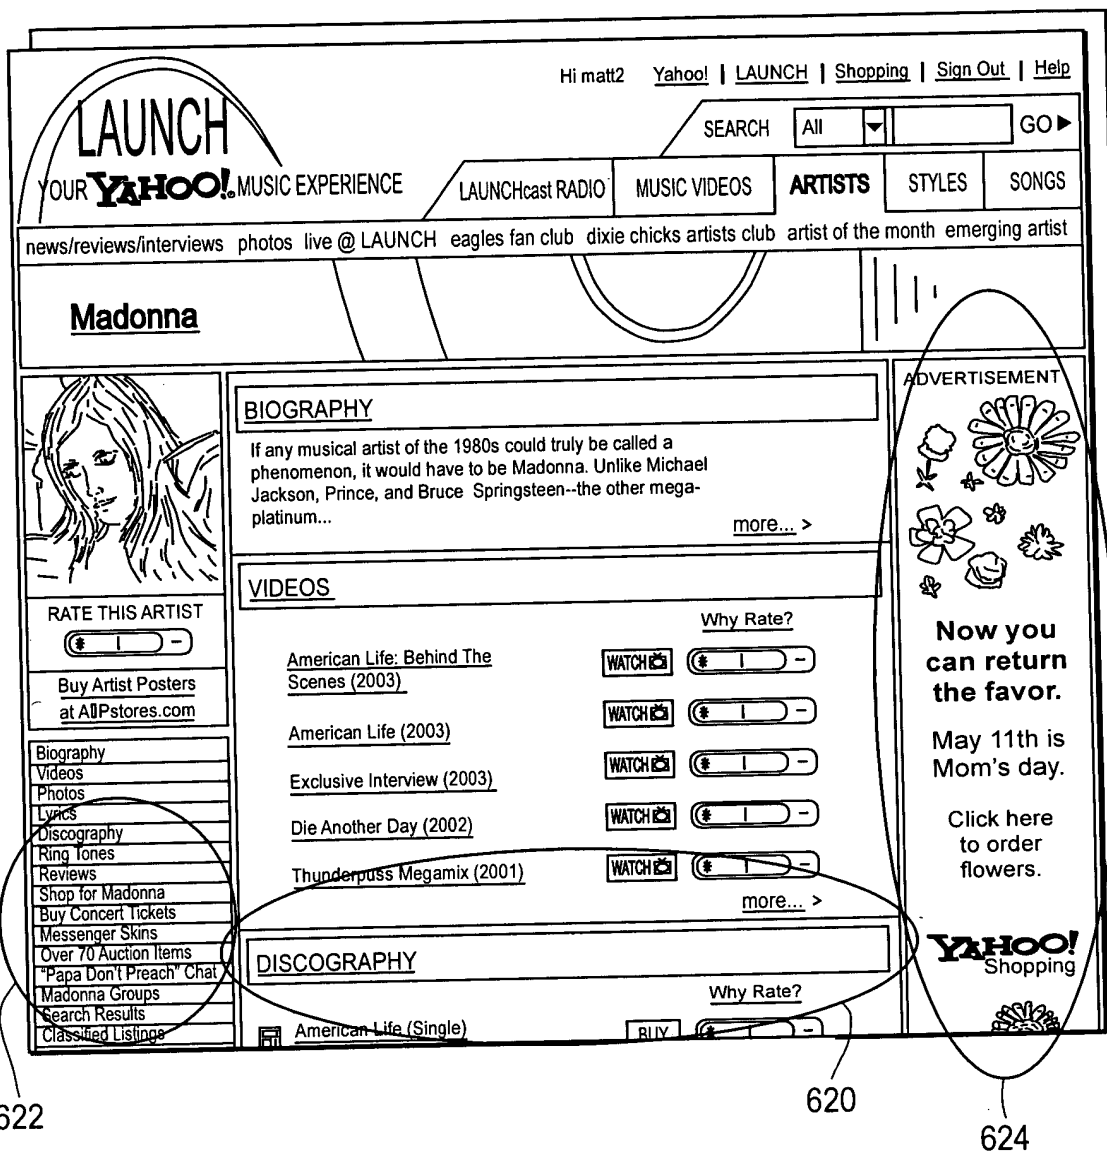 Hi matt2 Yahoo! | LAUNCH | Shopping | Sign Out | Help
LAUNCH
YOUR YAHOO!® MUSIC EXPERIENCE
SEARCH All GO
LAUNCHcast RADIO MUSIC VIDEOS ARTISTS STYLES SONGS
news/reviews/interviews photos live @ LAUNCH eagles fan club dixie chicks artists club artist of the month emerging artist
Madonna
RATE THIS ARTIST
* | -
Buy Artist Posters
at AllPstores.com
Biography
Videos
Photos
Lyrics
Discography
Ring Tones
Reviews
Shop for Madonna
Buy Concert Tickets
Messenger Skins
Over 70 Auction Items
"Papa Don't Preach" Chat
Madonna Groups
Search Results
Classified Listings
BIOGRAPHY
If any musical artist of the 1980s could truly be called a
phenomenon, it would have to be Madonna. Unlike Michael
Jackson, Prince, and Bruce Springsteen--the other mega-
platinum...
more... >
VIDEOS
Why Rate?
American Life: Behind The
Scenes (2003) WATCH * | -
American Life (2003) WATCH * | -
Exclusive Interview (2003) WATCH * | -
Die Another Day (2002) WATCH * | -
Thunderpuss Megamix (2001) WATCH * | -
more... >
DISCOGRAPHY
Why Rate?
American Life (Single) BUY * | -
ADVERTISEMENT
Now you
can return
the favor.
May 11th is
Mom's day.
Click here
to order
flowers.
YAHOO!
Shopping
622
620
624